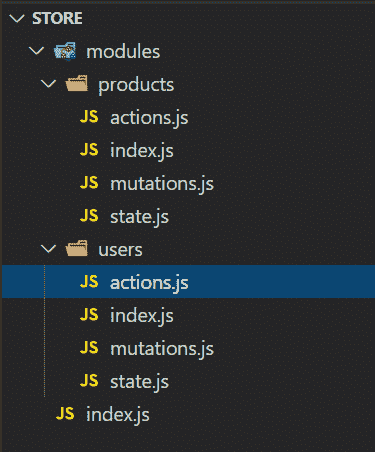 STORE
modules
products
JS actions.js
JS index.js
JS mutations.js
JS state.js
users
JS actions.js
JS index.js
JS mutations.js
JS state.js
JS index.js